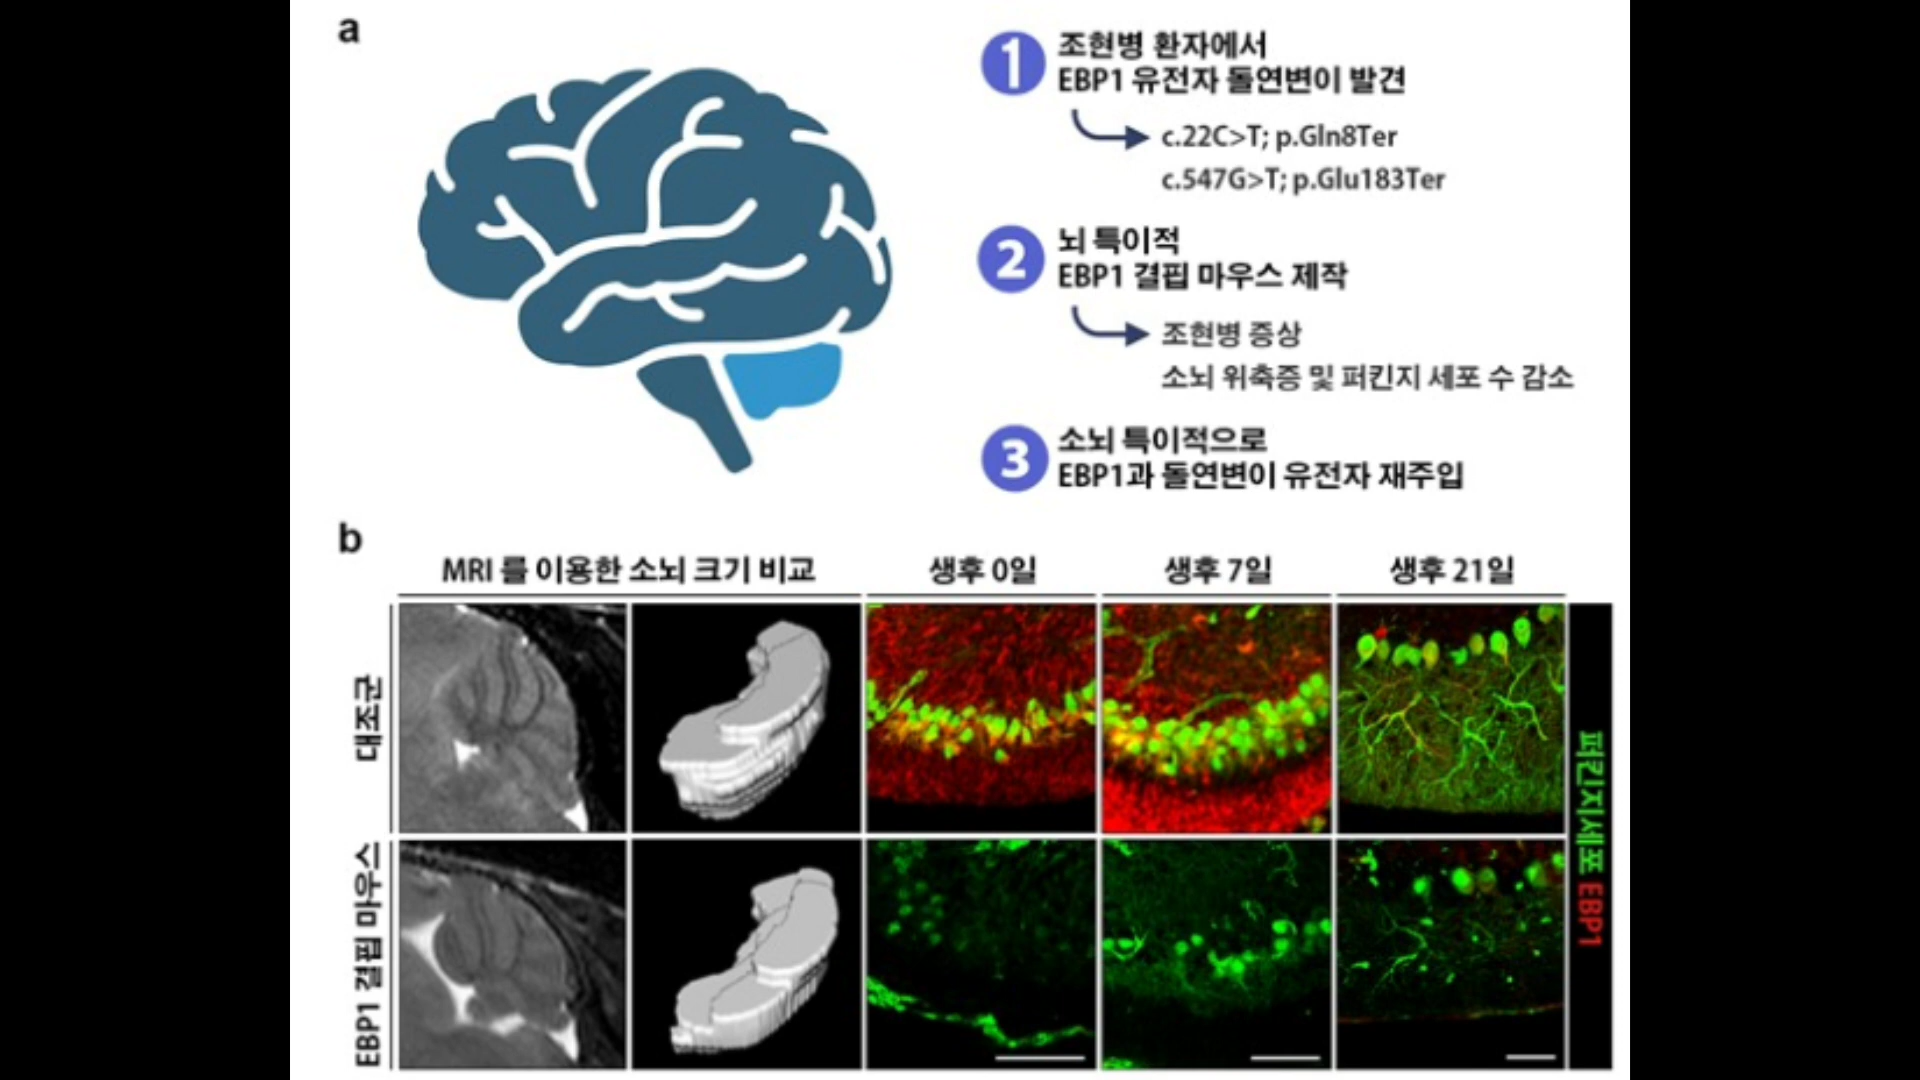 a
1 조현병 환자에서
EBP1 유전자 돌연변이 발견
c.22C>T; p.Gln8Ter
c.547G>T; p.Glu183Ter
2 뇌 특이적
EBP1 결핍 마우스 제작
조현병 증상
소뇌 위축증 및 퍼킨지 세포 수 감소
3 소뇌 특이적으로
EBP1과 돌연변이 유전자 재주입
b
MRI 를 이용한 소뇌 크기 비교
생후 0일
생후 7일
생후 21일
대조군
EBP1 결핍 마우스
퍼킨지세포 EBP1